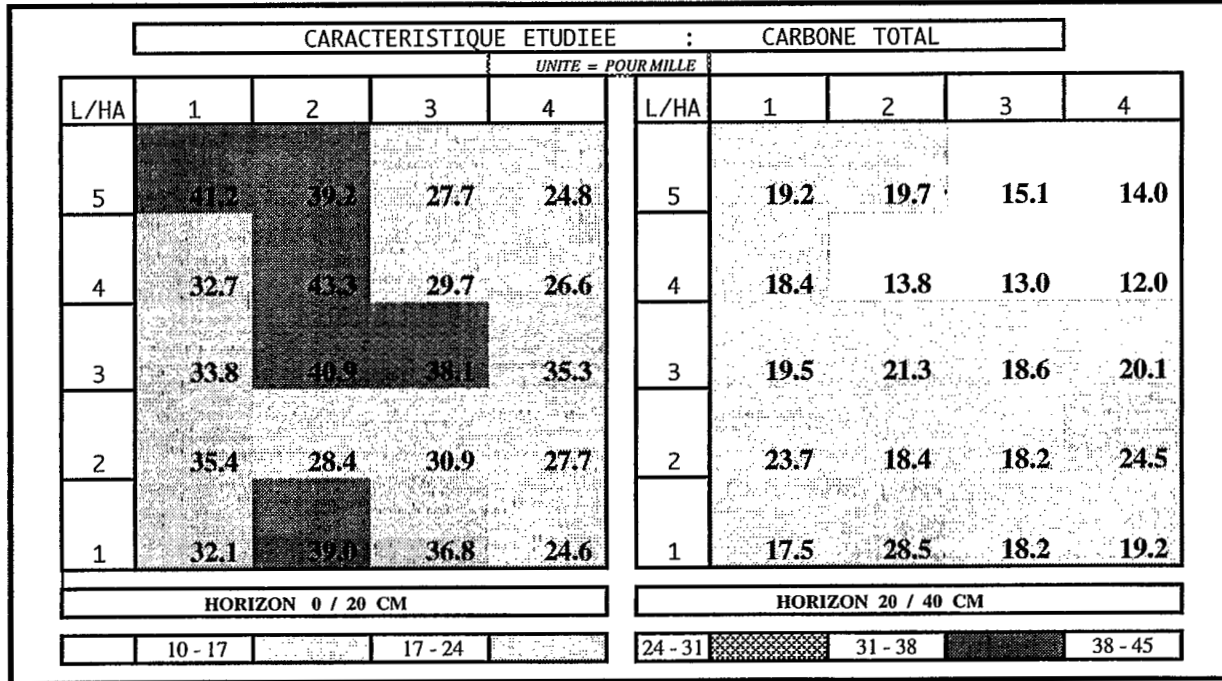 CARACTERISTIQUE ETUDIEE : CARBONE TOTAL
UNITE = POUR MILLE
L/HA 1 2 3 4 L/HA 1 2 3 4
5 41.2 39.2 27.7 24.8 5 19.2 19.7 15.1 14.0
4 32.7 43.3 29.7 26.6 4 18.4 13.8 13.0 12.0
3 33.8 40.9 38.1 35.3 3 19.5 21.3 18.6 20.1
2 35.4 28.4 30.9 27.7 2 23.7 18.4 18.2 24.5
1 32.1 39.0 36.8 24.6 1 17.5 28.5 18.2 19.2
HORIZON 0 / 20 CM HORIZON 20 / 40 CM
10 - 17 17 - 24 24 - 31 31 - 38 38 - 45